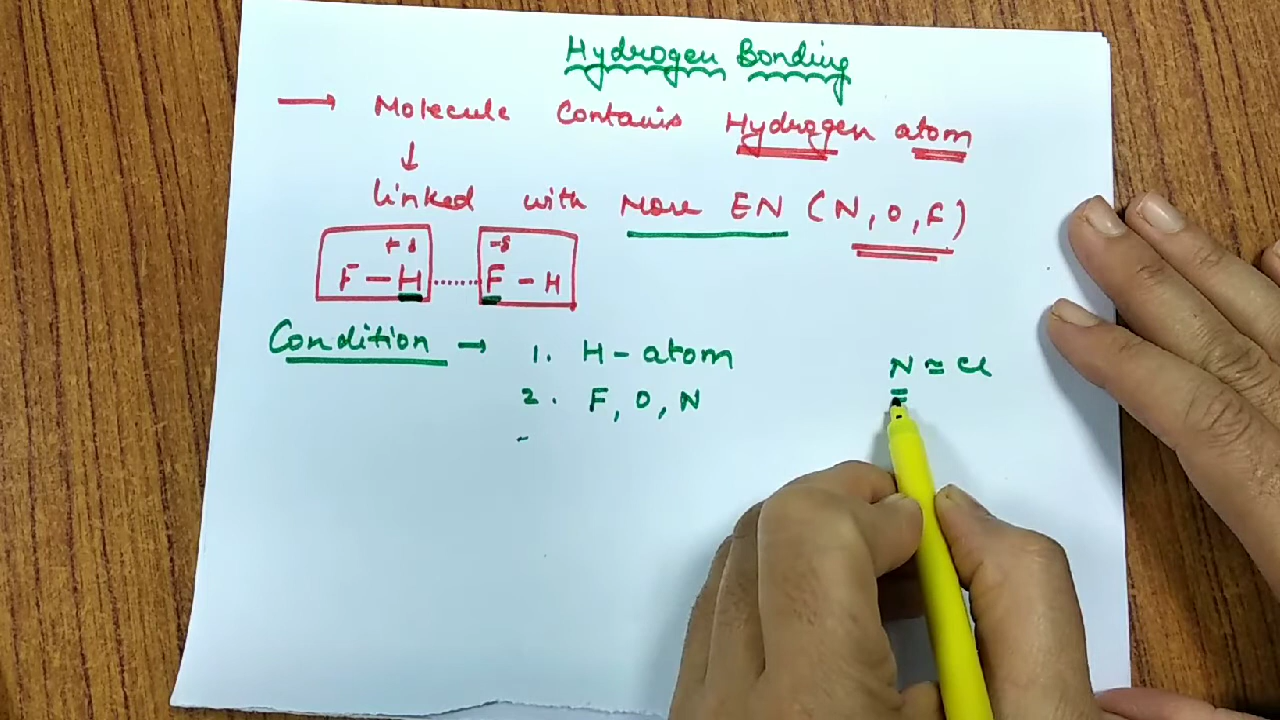 Hydrogen Bonding
→ Molecule Contains Hydrogen atom
↓
linked with More EN (N, O, F)
+δ -δ
F – H ....... F – H
Condition → 1. H – atom
N ≈ Cl
2. F, O, N